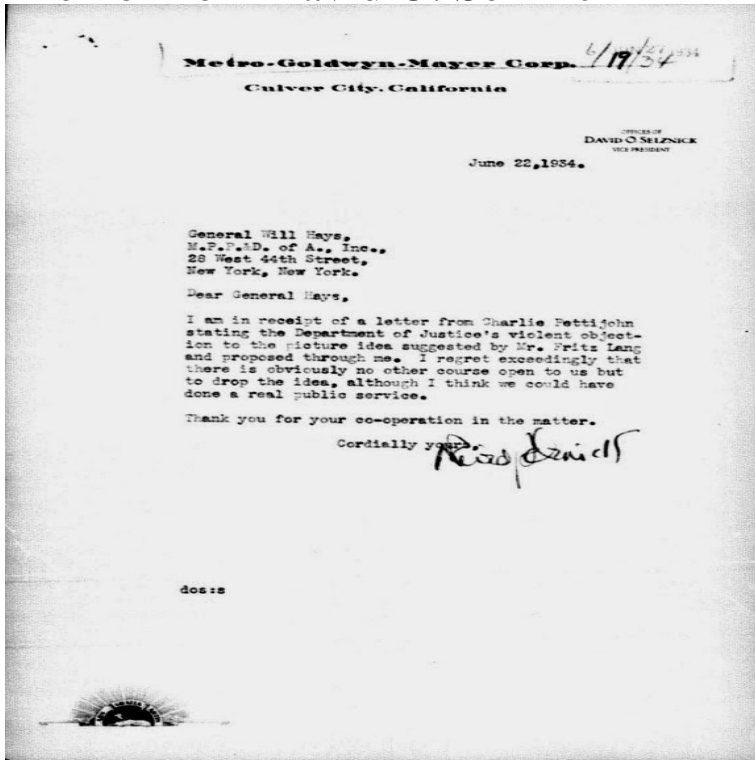 Metro-Goldwyn-Mayer Corp.
6/19/34
Culver City, California
OFFICES OF
DAVID O. SELZNICK
VICE PRESIDENT
June 22,1934.
General Will Hays,
M.P.P.&D. of A., Inc.,
28 West 44th Street,
New York, New York.
Dear General Hays,
I am in receipt of a letter from Charlie Pettijohn
stating the Department of Justice's violent object-
ion to the picture idea suggested by Mr. Fritz Lang
and proposed through me. I regret exceedingly that
there is obviously no other course open to us but
to drop the idea, although I think we could have
done a real public service.
Thank you for your co-operation in the matter.
Cordially yours,
David Selznick
dos:s